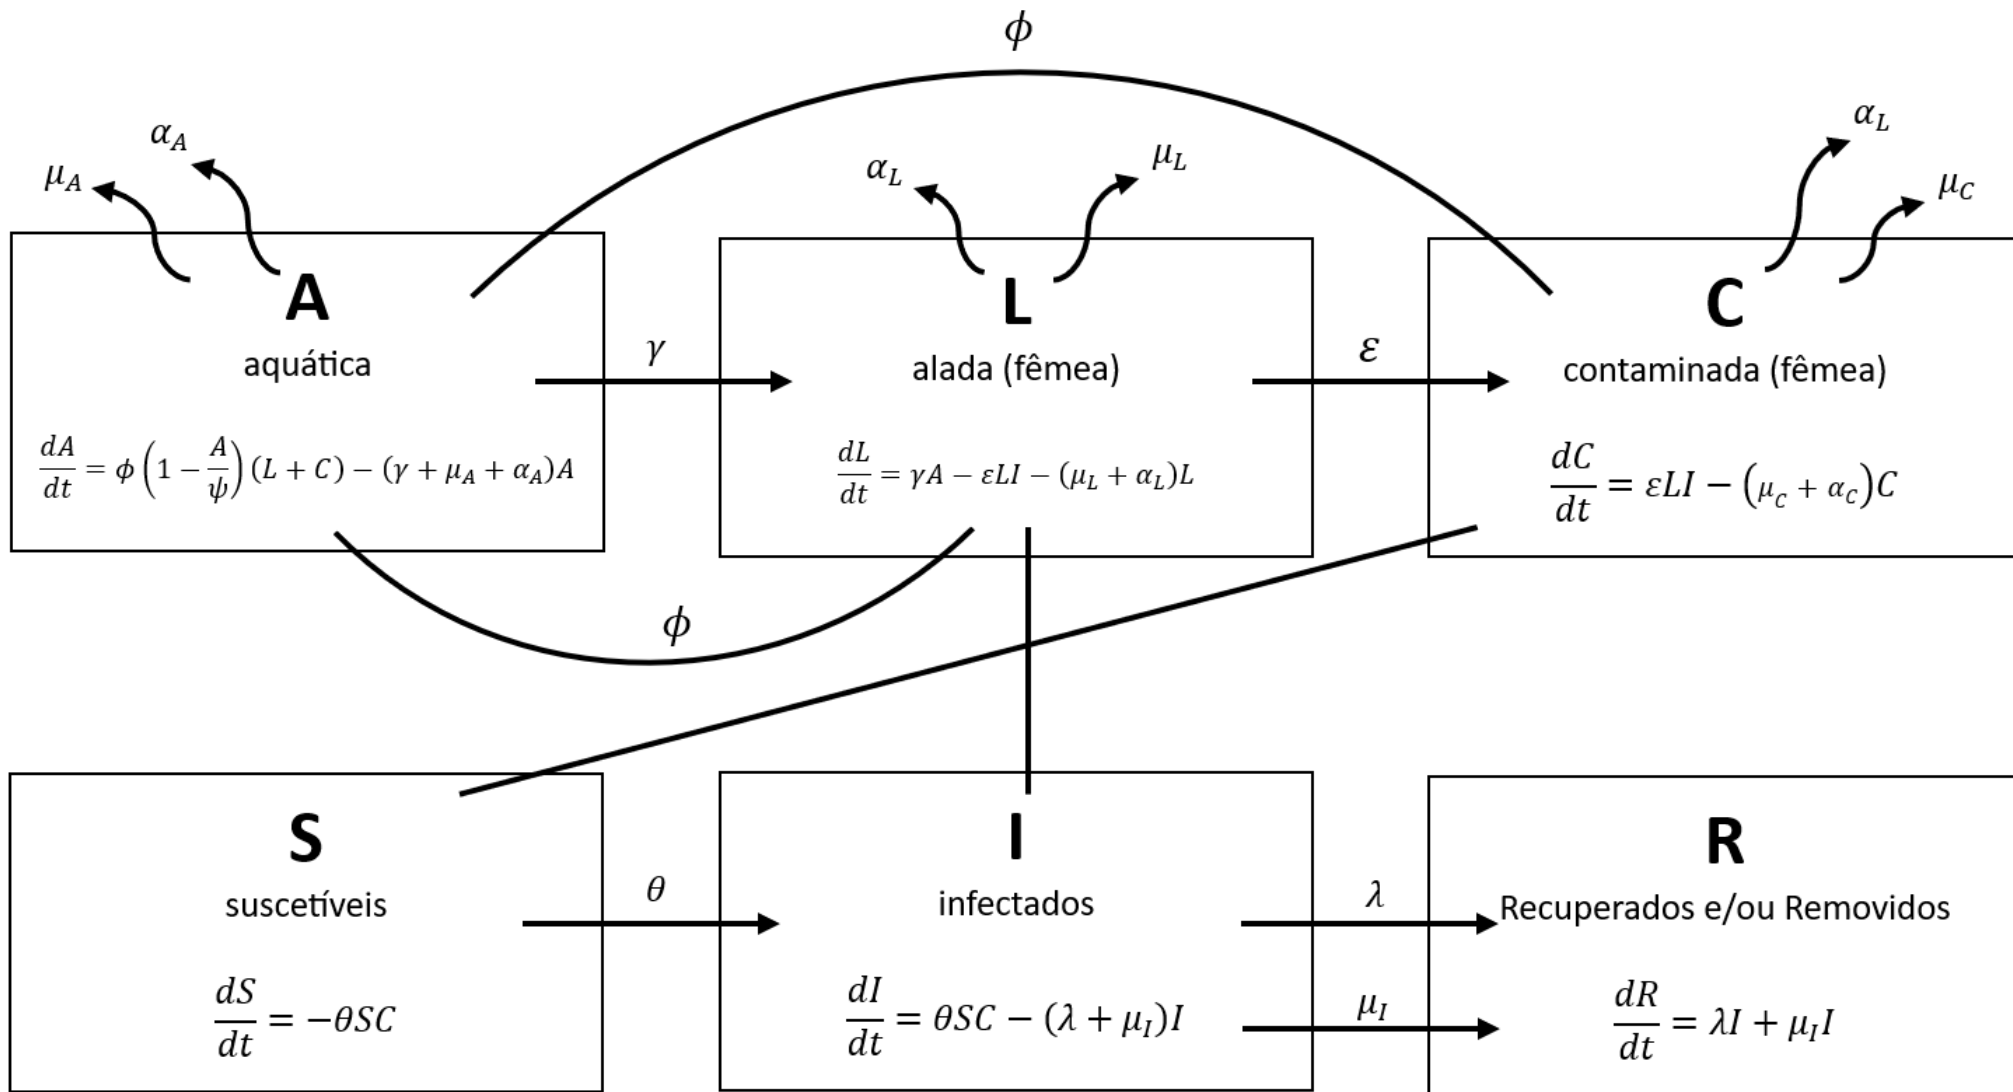 ϕ
α_A
μ_A
α_L
μ_L
α_L
μ_C
A
aquática
dA/dt = ϕ(1 − A/ψ)(L + C) − (γ + μ_A + α_A)A
γ
L
alada (fêmea)
dL/dt = γA − εLI − (μ_L + α_L)L
ε
C
contaminada (fêmea)
dC/dt = εLI − (μ_C + α_C)C
ϕ
S
suscetíveis
dS/dt = −θSC
θ
I
infectados
dI/dt = θSC − (λ + μ_I)I
λ
μ_I
R
Recuperados e/ou Removidos
dR/dt = λI + μ_I I